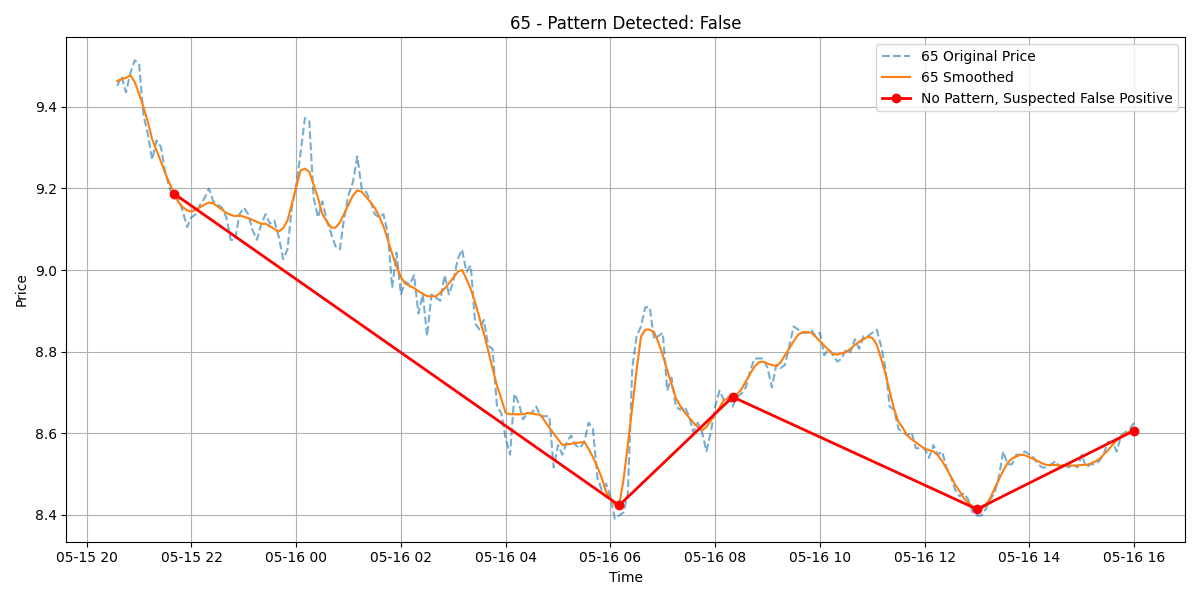 65 - Pattern Detected: False
65 Original Price
65 Smoothed
No Pattern, Suspected False Positive
Price
9.4
9.2
9.0
8.8
8.6
8.4
05-15 20 05-15 22 05-16 00 05-16 02 05-16 04 05-16 06 05-16 08 05-16 10 05-16 12 05-16 14 05-16 16
Time